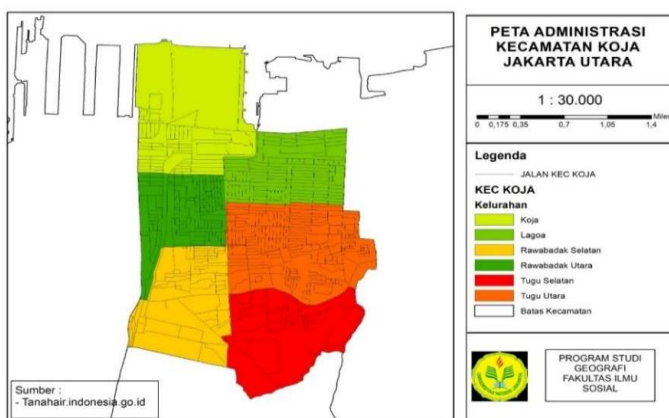 PETA ADMINISTRASI
KECAMATAN KOJA
JAKARTA UTARA
1 : 30.000
Miles
0 0,175 0,35 0,7 1,05 1,4
Legenda
JALAN KEC KOJA
KEC KOJA
Kelurahan
Koja
Lagoa
Rawabadak Selatan
Rawabadak Utara
Tugu Selatan
Tugu Utara
Batas Kecamatan
PROGRAM STUDI
GEOGRAFI
FAKULTAS ILMU
SOSIAL
Sumber :
- Tanahair.indonesia.go.id